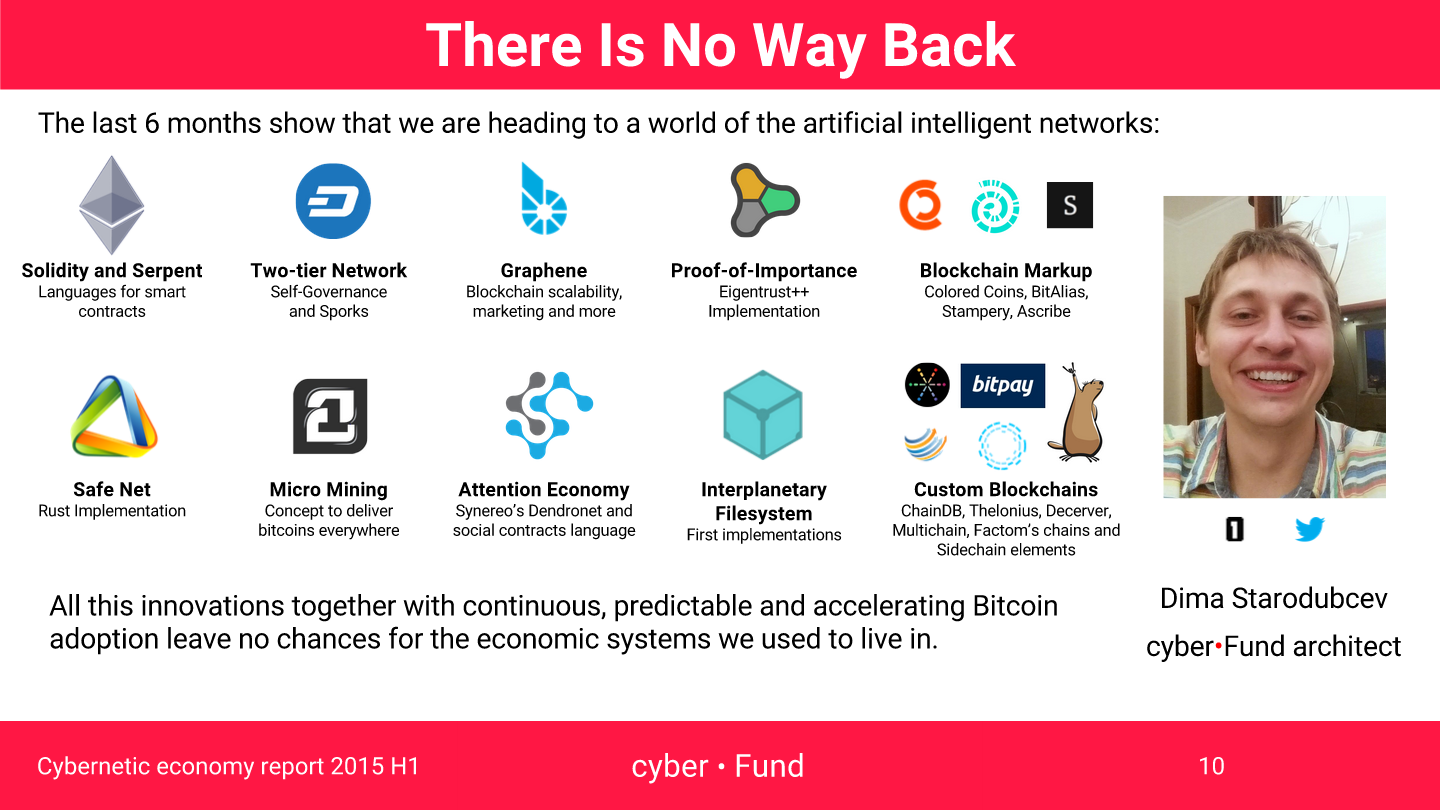 There Is No Way Back
The last 6 months show that we are heading to a world of the artificial intelligent networks:
S
Solidity and Serpent
Languages for smart
contracts
Two-tier Network
Self-Governance
and Sporks
Graphene
Blockchain scalability,
marketing and more
Proof-of-Importance
Eigentrust++
Implementation
Blockchain Markup
Colored Coins, BitAlias,
Stampery, Ascribe
1
bitpay
Safe Net
Rust Implementation
Micro Mining
Concept to deliver
bitcoins everywhere
Attention Economy
Synereo’s Dendronet and
social contracts language
Interplanetary
Filesystem
First implementations
Custom Blockchains
ChainDB, Thelonius, Decerver,
Multichain, Factom’s chains and
Sidechain elements
1
All this innovations together with continuous, predictable and accelerating Bitcoin
adoption leave no chances for the economic systems we used to live in.
Dima Starodubcev
cyber•Fund architect
Cybernetic economy report 2015 H1
cyber • Fund
10